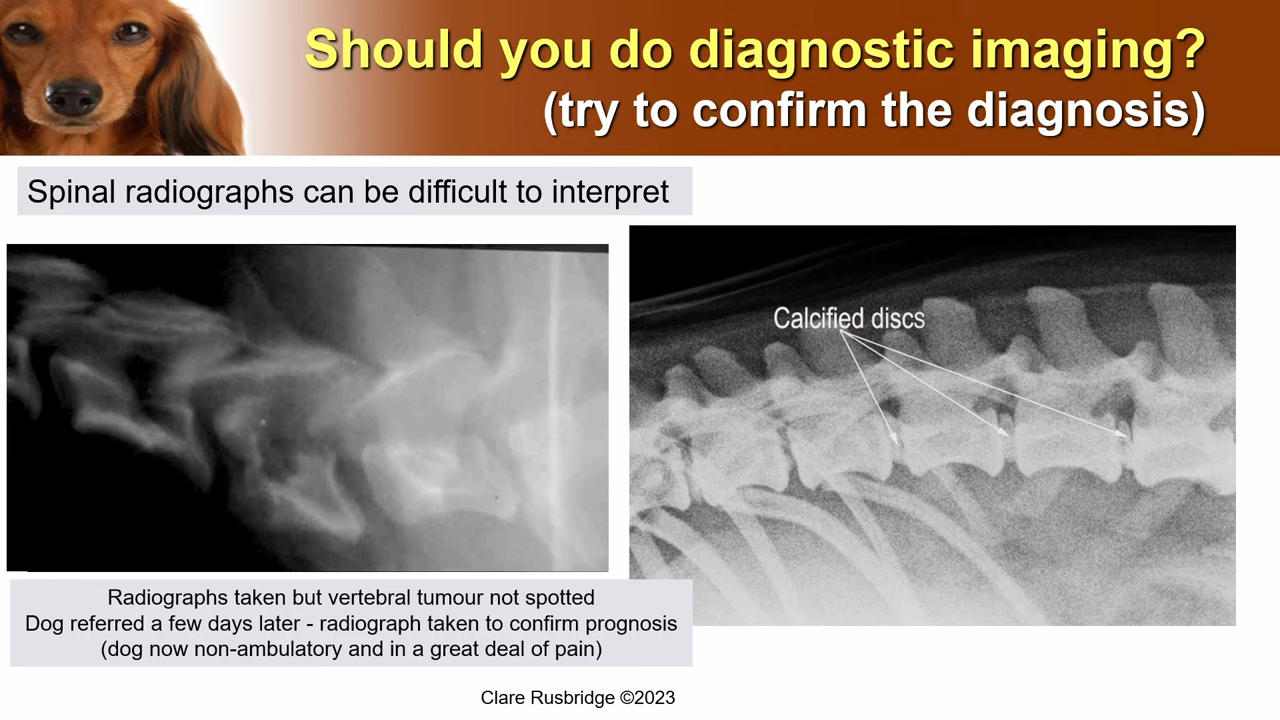 Should you do diagnostic imaging?
(try to confirm the diagnosis)
Spinal radiographs can be difficult to interpret
Calcified discs
Radiographs taken but vertebral tumour not spotted
Dog referred a few days later - radiograph taken to confirm prognosis
(dog now non-ambulatory and in a great deal of pain)
Clare Rusbridge ©2023